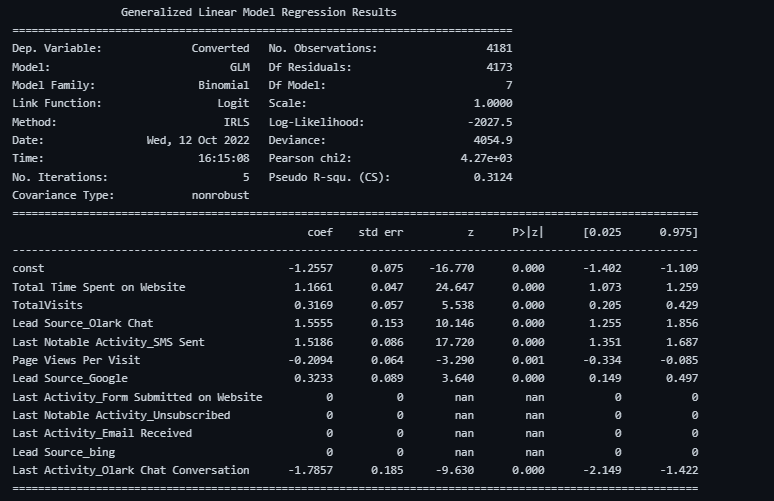 Generalized Linear Model Regression Results
==============================================================================
Dep. Variable: Converted No. Observations: 4181
Model: GLM Df Residuals: 4173
Model Family: Binomial Df Model: 7
Link Function: Logit Scale: 1.0000
Method: IRLS Log-Likelihood: -2027.5
Date: Wed, 12 Oct 2022 Deviance: 4054.9
Time: 16:15:08 Pearson chi2: 4.27e+03
No. Iterations: 5 Pseudo R-squ. (CS): 0.3124
Covariance Type: nonrobust
===========================================================================================================
coef std err z P>|z| [0.025 0.975]
-----------------------------------------------------------------------------------------------------------
const -1.2557 0.075 -16.770 0.000 -1.402 -1.109
Total Time Spent on Website 1.1661 0.047 24.647 0.000 1.073 1.259
TotalVisits 0.3169 0.057 5.538 0.000 0.205 0.429
Lead Source_Olark Chat 1.5555 0.153 10.146 0.000 1.255 1.856
Last Notable Activity_SMS Sent 1.5186 0.086 17.720 0.000 1.351 1.687
Page Views Per Visit -0.2094 0.064 -3.290 0.001 -0.334 -0.085
Lead Source_Google 0.3233 0.089 3.640 0.000 0.149 0.497
Last Activity_Form Submitted on Website 0 0 nan nan 0 0
Last Notable Activity_Unsubscribed 0 0 nan nan 0 0
Last Activity_Email Received 0 0 nan nan 0 0
Lead Source_bing 0 0 nan nan 0 0
Last Activity_Olark Chat Conversation -1.7857 0.185 -9.630 0.000 -2.149 -1.422
===========================================================================================================